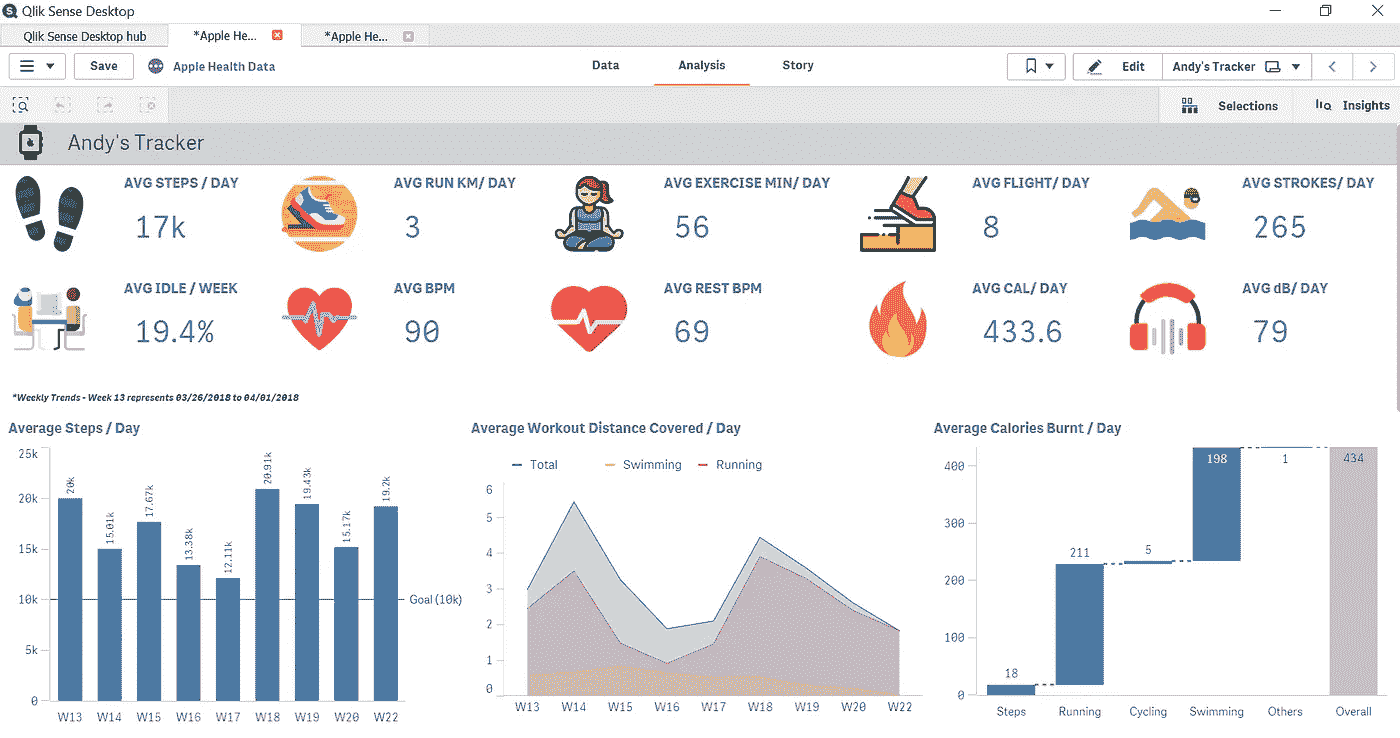 Qlik Sense Desktop
Qlik Sense Desktop hub
*Apple He...
*Apple He...
Save
Apple Health Data
Data
Analysis
Story
Edit
Andy's Tracker
Selections
Insights
Andy's Tracker
AVG STEPS / DAY
17k
AVG RUN KM/ DAY
3
AVG EXERCISE MIN/ DAY
56
AVG FLIGHT/ DAY
8
AVG STROKES/ DAY
265
AVG IDLE / WEEK
19.4%
AVG BPM
90
AVG REST BPM
69
AVG CAL/ DAY
433.6
AVG dB/ DAY
79
*Weekly Trends - Week 13 represents 03/26/2018 to 04/01/2018
Average Steps / Day
25k
20k
15k
10k
5k
0
20k
15.01k
17.67k
13.38k
12.11k
20.91k
19.43k
15.17k
19.2k
Goal (10k)
W13 W14 W15 W16 W17 W18 W19 W20 W22
Average Workout Distance Covered / Day
Total Swimming Running
6
5
4
3
2
1
0
W13 W14 W15 W16 W17 W18 W19 W20 W22
Average Calories Burnt / Day
400
300
200
100
0
18
211
5
198
1
434
Steps Running Cycling Swimming Others Overall